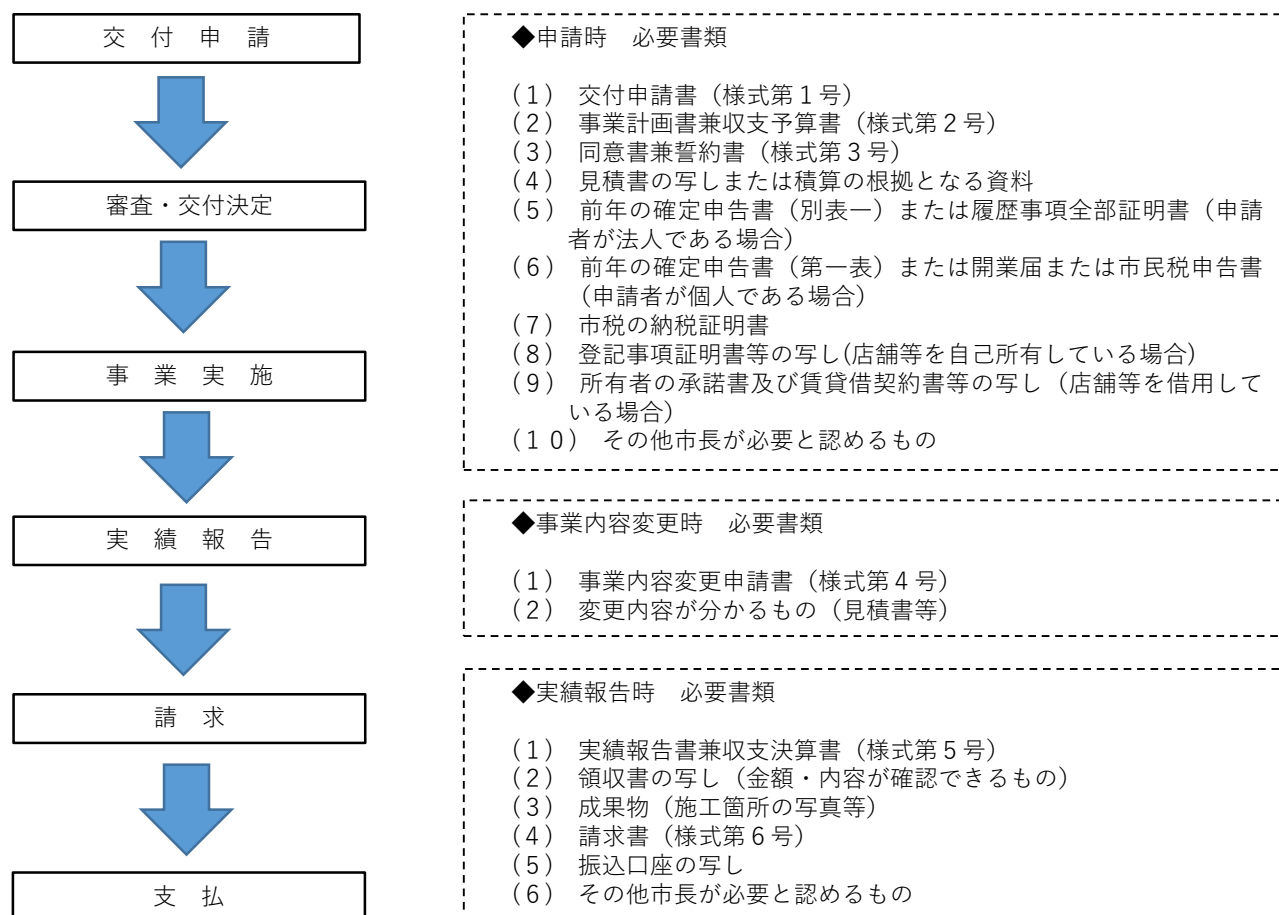 交　付　申　請
審査・交付決定
事　業　実　施
実　績　報　告
請　求
支　払
◆申請時　必要書類
（１）　交付申請書（様式第１号）
（２）　事業計画書兼収支予算書（様式第２号）
（３）　同意書兼誓約書（様式第３号）
（４）　見積書の写しまたは積算の根拠となる資料
（５）　前年の確定申告書（別表一）または履歴事項全部証明書（申請
者が法人である場合）
（６）　前年の確定申告書（第一表）または開業届または市民税申告書
（申請者が個人である場合）
（７）　市税の納税証明書
（８）　登記事項証明書等の写し(店舗等を自己所有している場合)
（９）　所有者の承諾書及び賃貸借契約書等の写し（店舗等を借用して
いる場合）
（１０）　その他市長が必要と認めるもの
◆事業内容変更時　必要書類
（１）　事業内容変更申請書（様式第４号）
（２）　変更内容が分かるもの（見積書等）
◆実績報告時　必要書類
（１）　実績報告書兼収支決算書（様式第５号）
（２）　領収書の写し（金額・内容が確認できるもの）
（３）　成果物（施工箇所の写真等）
（４）　請求書（様式第６号）
（５）　振込口座の写し
（６）　その他市長が必要と認めるもの